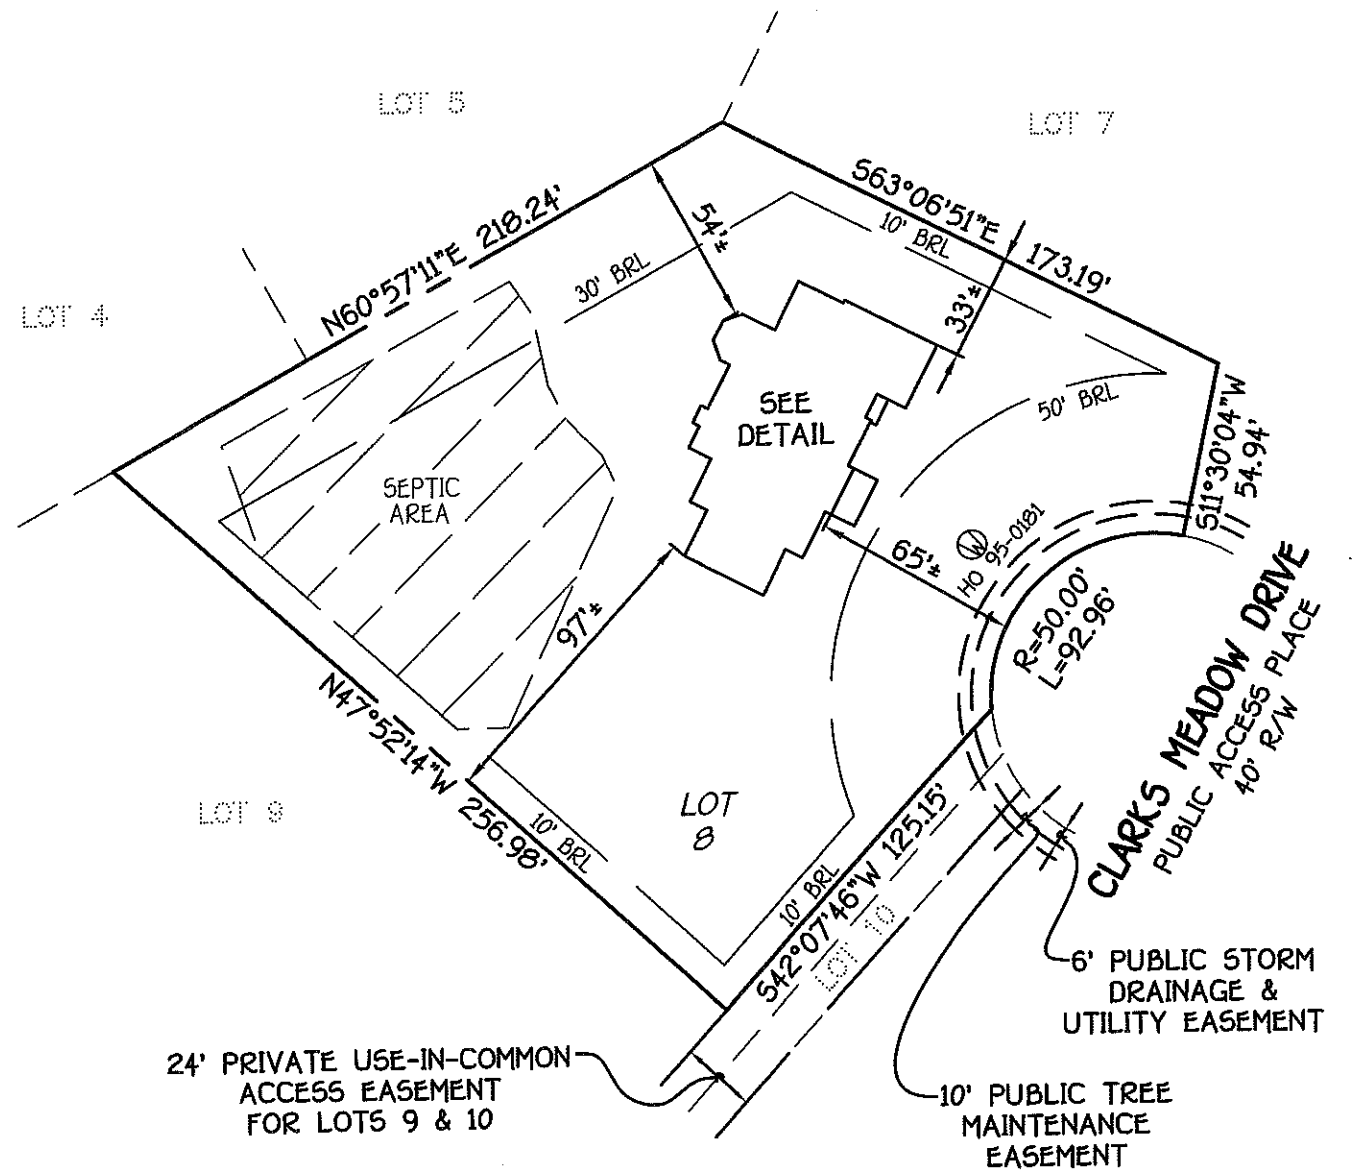 LOT 5
LOT 7
S63°06'51"E 173.19'
10' BRL
54'±
N60°57'11"E 218.24'
30' BRL
33'±
LOT 4
SEE
DETAIL
50' BRL
S11°30'04"W
54.94'
SEPTIC
AREA
W
HO 95-0181
65'±
R=50.00'
L=92.96'
CLARKS MEADOW DRIVE
PUBLIC ACCESS PLACE
40' R/W
97'±
N47°52'14"W 256.98'
LOT 9
10' BRL
LOT
8
10' BRL
S42°07'46"W 125.15'
LOT 10
6' PUBLIC STORM
DRAINAGE &
UTILITY EASEMENT
24' PRIVATE USE-IN-COMMON
ACCESS EASEMENT
FOR LOTS 9 & 10
10' PUBLIC TREE
MAINTENANCE
EASEMENT